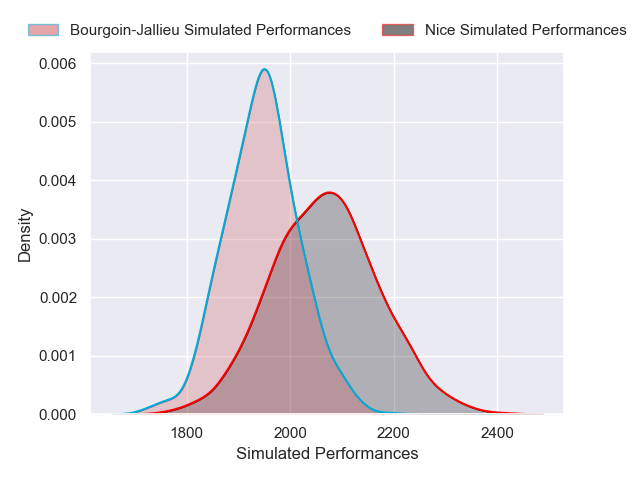 Bourgoin-Jallieu Simulated Performances
Nice Simulated Performances
0.006
0.005
0.004
0.003
0.002
0.001
0.000
Density
1800
2000
2200
2400
Simulated Performances